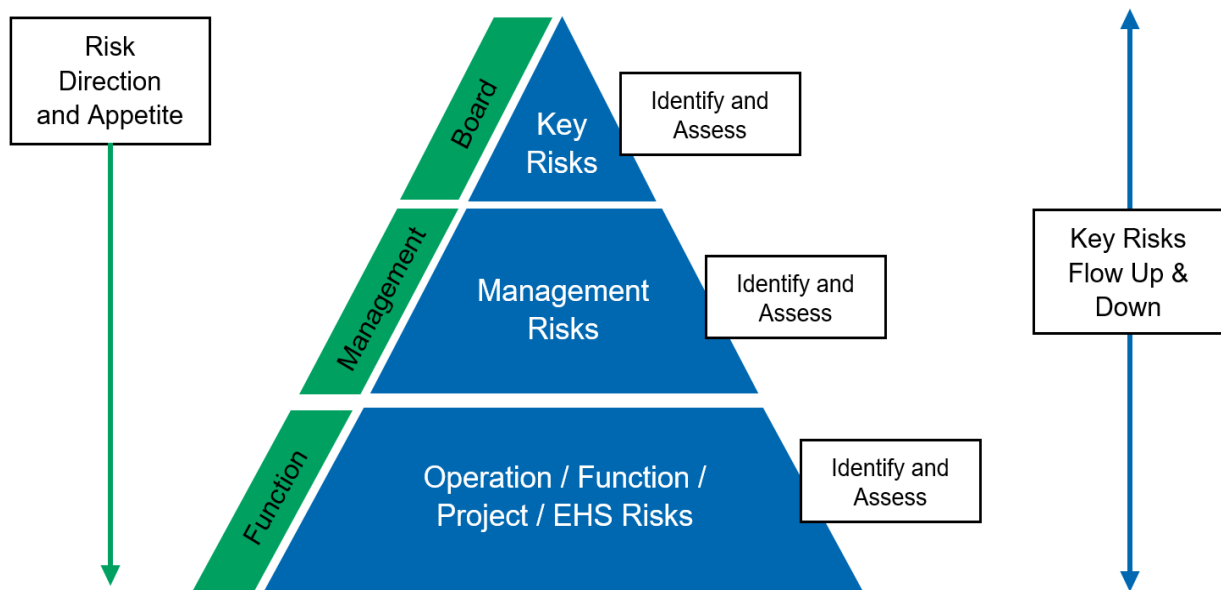 Risk
Direction
and Appetite
Board
Key
Risks
Identify and
Assess
Management
Management
Risks
Identify and
Assess
Key Risks
Flow Up &
Down
Function
Operation / Function /
Project / EHS Risks
Identify and
Assess